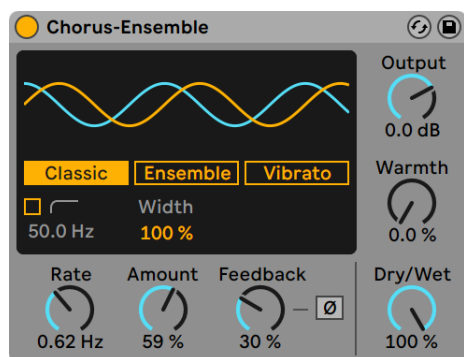 Chorus-Ensemble
Output
0.0 dB
Classic Ensemble Vibrato
Width
50.0 Hz 100 %
Warmth
0.0 %
Rate Amount Feedback Dry/Wet
Ø
0.62 Hz 59 % 30 % 100 %